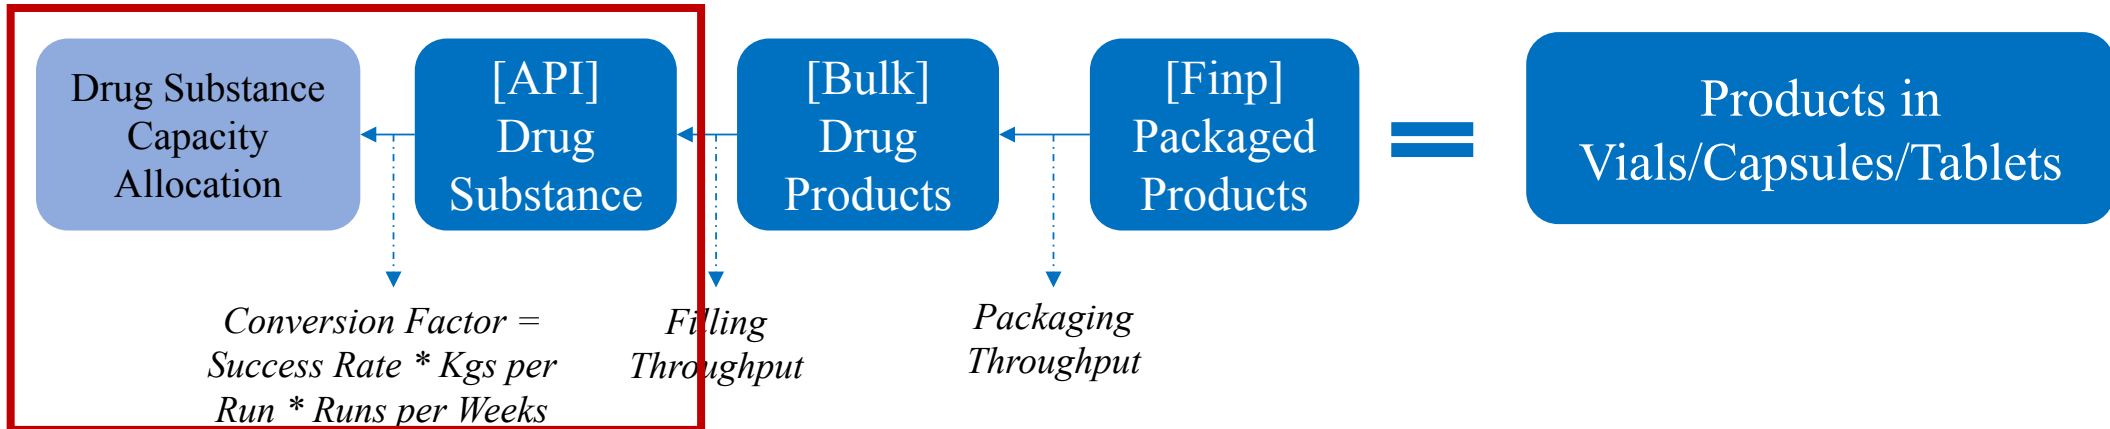 Drug Substance
Capacity
Allocation
[API]
Drug
Substance
[Bulk]
Drug
Products
[Finp]
Packaged
Products
=
Products in
Vials/Capsules/Tablets
Conversion Factor =
Success Rate * Kgs per
Run * Runs per Weeks
Filling
Throughput
Packaging
Throughput